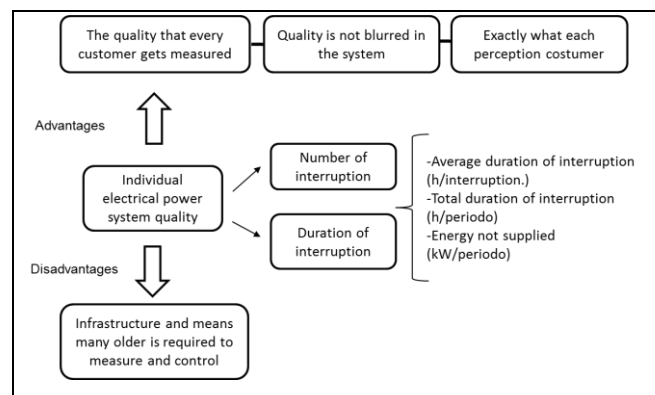 The quality that every
customer gets measured
Quality is not blurred in
the system
Exactly what each
perception costumer
Advantages
Individual
electrical power
system quality
Number of
interruption
Duration of
interruption
-Average duration of interruption
(h/interruption.)
-Total duration of interruption
(h/periodo)
-Energy not supplied
(kW/periodo)
Disadvantages
Infrastructure and means
many older is required to
measure and control